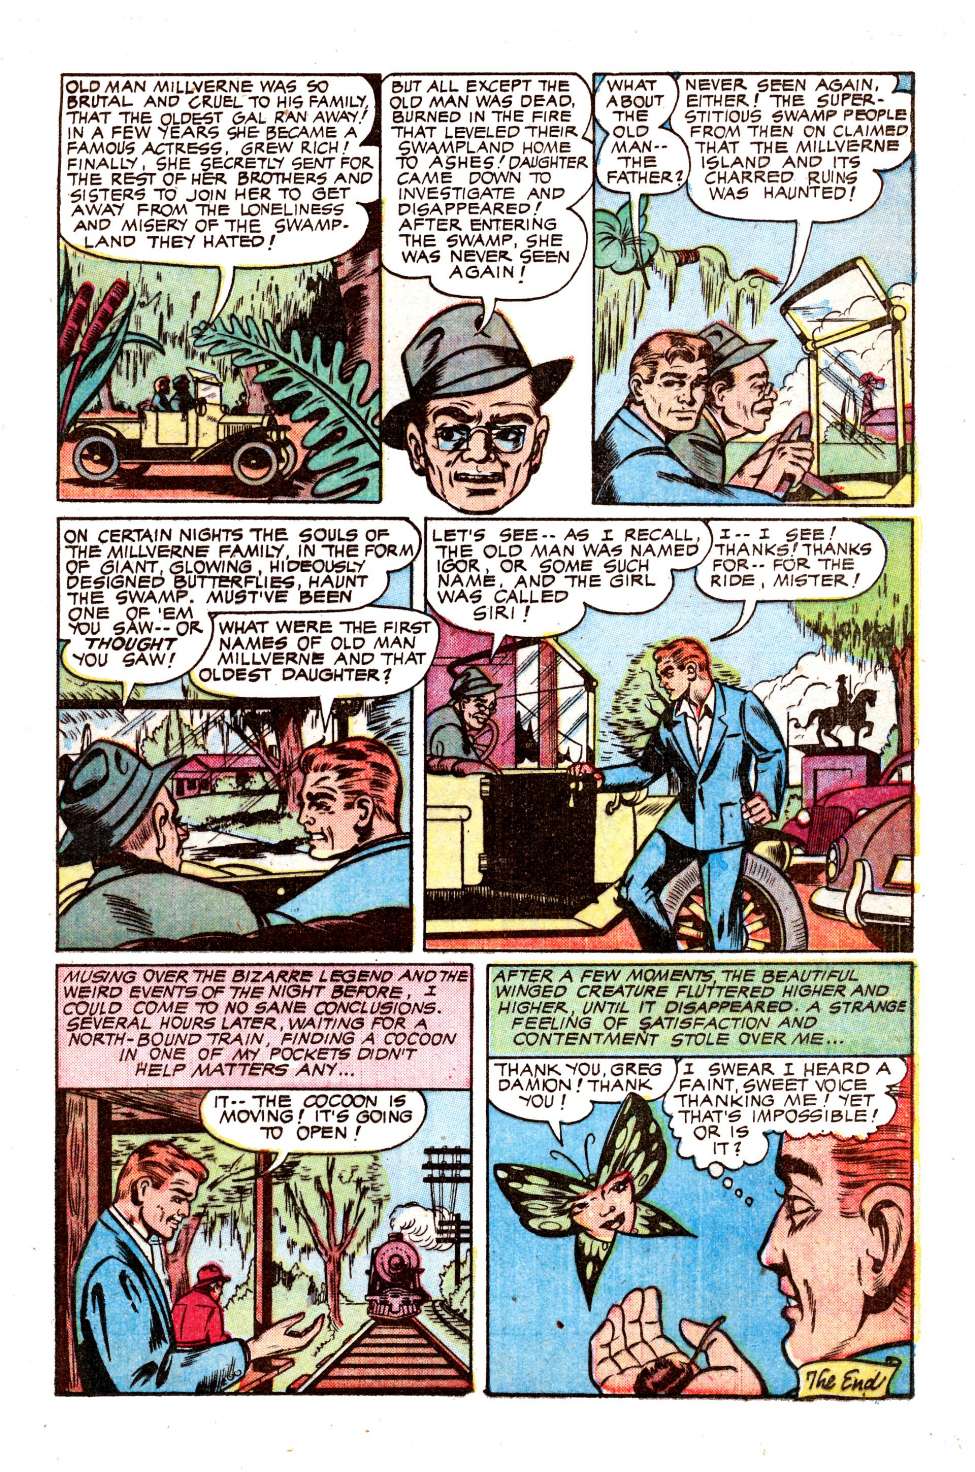 OLD MAN MILLVERNE WAS SO
BRUTAL AND CRUEL TO HIS FAMILY,
THAT THE OLDEST GAL RAN AWAY!
IN A FEW YEARS SHE BECAME A
FAMOUS ACTRESS, GREW RICH!
FINALLY, SHE SECRETLY SENT FOR
THE REST OF HER BROTHERS AND
SISTERS TO JOIN HER TO GET
AWAY FROM THE LONELINESS
AND MISERY OF THE SWAMP-
LAND THEY HATED!
BUT ALL EXCEPT THE
OLD MAN WAS DEAD,
BURNED IN THE FIRE
THAT LEVELED THEIR
SWAMPLAND HOME
TO ASHES! DAUGHTER
CAME DOWN TO
INVESTIGATE AND
DISAPPEARED!
AFTER ENTERING
THE SWAMP, SHE
WAS NEVER SEEN
AGAIN!
WHAT
ABOUT
THE
OLD
MAN--
THE
FATHER?
NEVER SEEN AGAIN,
EITHER! THE SUPER-
STITIOUS SWAMP PEOPLE
FROM THEN ON CLAIMED
THAT THE MILLVERNE
ISLAND AND ITS
CHARRED RUINS
WAS HAUNTED!
ON CERTAIN NIGHTS THE SOULS OF
THE MILLVERNE FAMILY, IN THE FORM
OF GIANT, GLOWING, HIDEOUSLY
DESIGNED BUTTERFLIES, HAUNT
THE SWAMP. MUST'VE BEEN
ONE OF 'EM
YOU SAW-- OR
THOUGHT
YOU SAW!
WHAT WERE THE FIRST
NAMES OF OLD MAN
MILLVERNE AND THAT
OLDEST DAUGHTER?
LET'S SEE-- AS I RECALL,
THE OLD MAN WAS NAMED
IGOR, OR SOME SUCH
NAME, AND THE GIRL
WAS CALLED
SIRI!
I-- I SEE!
THANKS! THANKS
FOR-- FOR THE
RIDE, MISTER!
MUSING OVER THE BIZARRE LEGEND AND THE
WEIRD EVENTS OF THE NIGHT BEFORE, I
COULD COME TO NO SANE CONCLUSIONS.
SEVERAL HOURS LATER, WAITING FOR A
NORTH-BOUND TRAIN, FINDING A COCOON
IN ONE OF MY POCKETS DIDN'T
HELP MATTERS ANY...
IT-- THE COCOON IS
MOVING! IT'S GOING
TO OPEN!
AFTER A FEW MOMENTS, THE BEAUTIFUL
WINGED CREATURE FLUTTERED HIGHER AND
HIGHER, UNTIL IT DISAPPEARED. A STRANGE
FEELING OF SATISFACTION AND
CONTENTMENT STOLE OVER ME...
THANK YOU, GREG
DAMION! THANK
YOU!
I SWEAR I HEARD A
FAINT, SWEET VOICE
THANKING ME! YET
THAT'S IMPOSSIBLE!
OR IS
IT?
The End